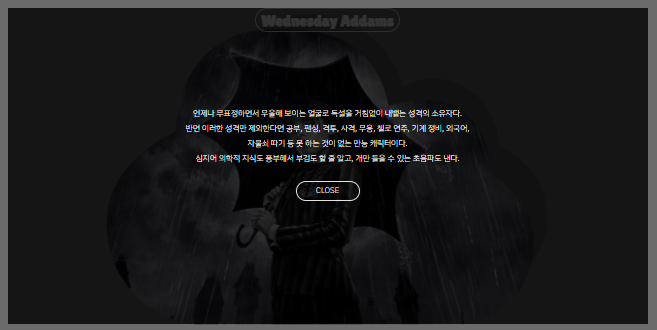 Wednesday Addams
언제나 무표정하면서 우울해 보이는 얼굴로 독설을 거침없이 내뱉는 성격의 소유자다.
반면 이러한 성격만 제외한다면 공부, 펜싱, 격투, 사격, 무용, 첼로 연주, 기계 정비, 외국어,
자물쇠 따기 등 못 하는 것이 없는 만능 캐릭터이다.
심지어 의학적 지식도 풍부해서 부검도 할 줄 알고, 개만 들을 수 있는 초음파도 낸다.
CLOSE